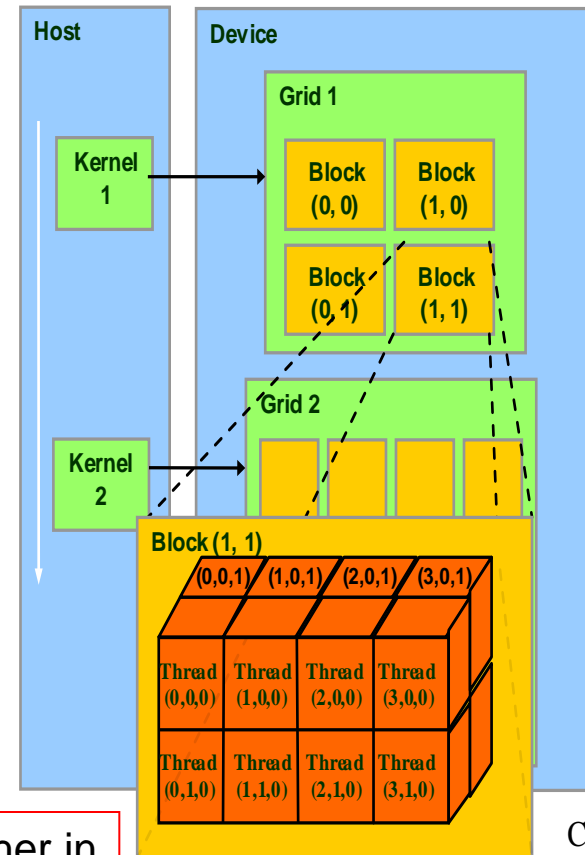 Host
Device
Grid 1
Kernel
1
Block
(0, 0)
Block
(1, 0)
Block
(0, 1)
Block
(1, 1)
Grid 2
Kernel
2
Block (1, 1)
(0,0,1) (1,0,1) (2,0,1) (3,0,1)
Thread
(0,0,0)
Thread
(1,0,0)
Thread
(2,0,0)
Thread
(3,0,0)
Thread
(0,1,0)
Thread
(1,1,0)
Thread
(2,1,0)
Thread
(3,1,0)
in